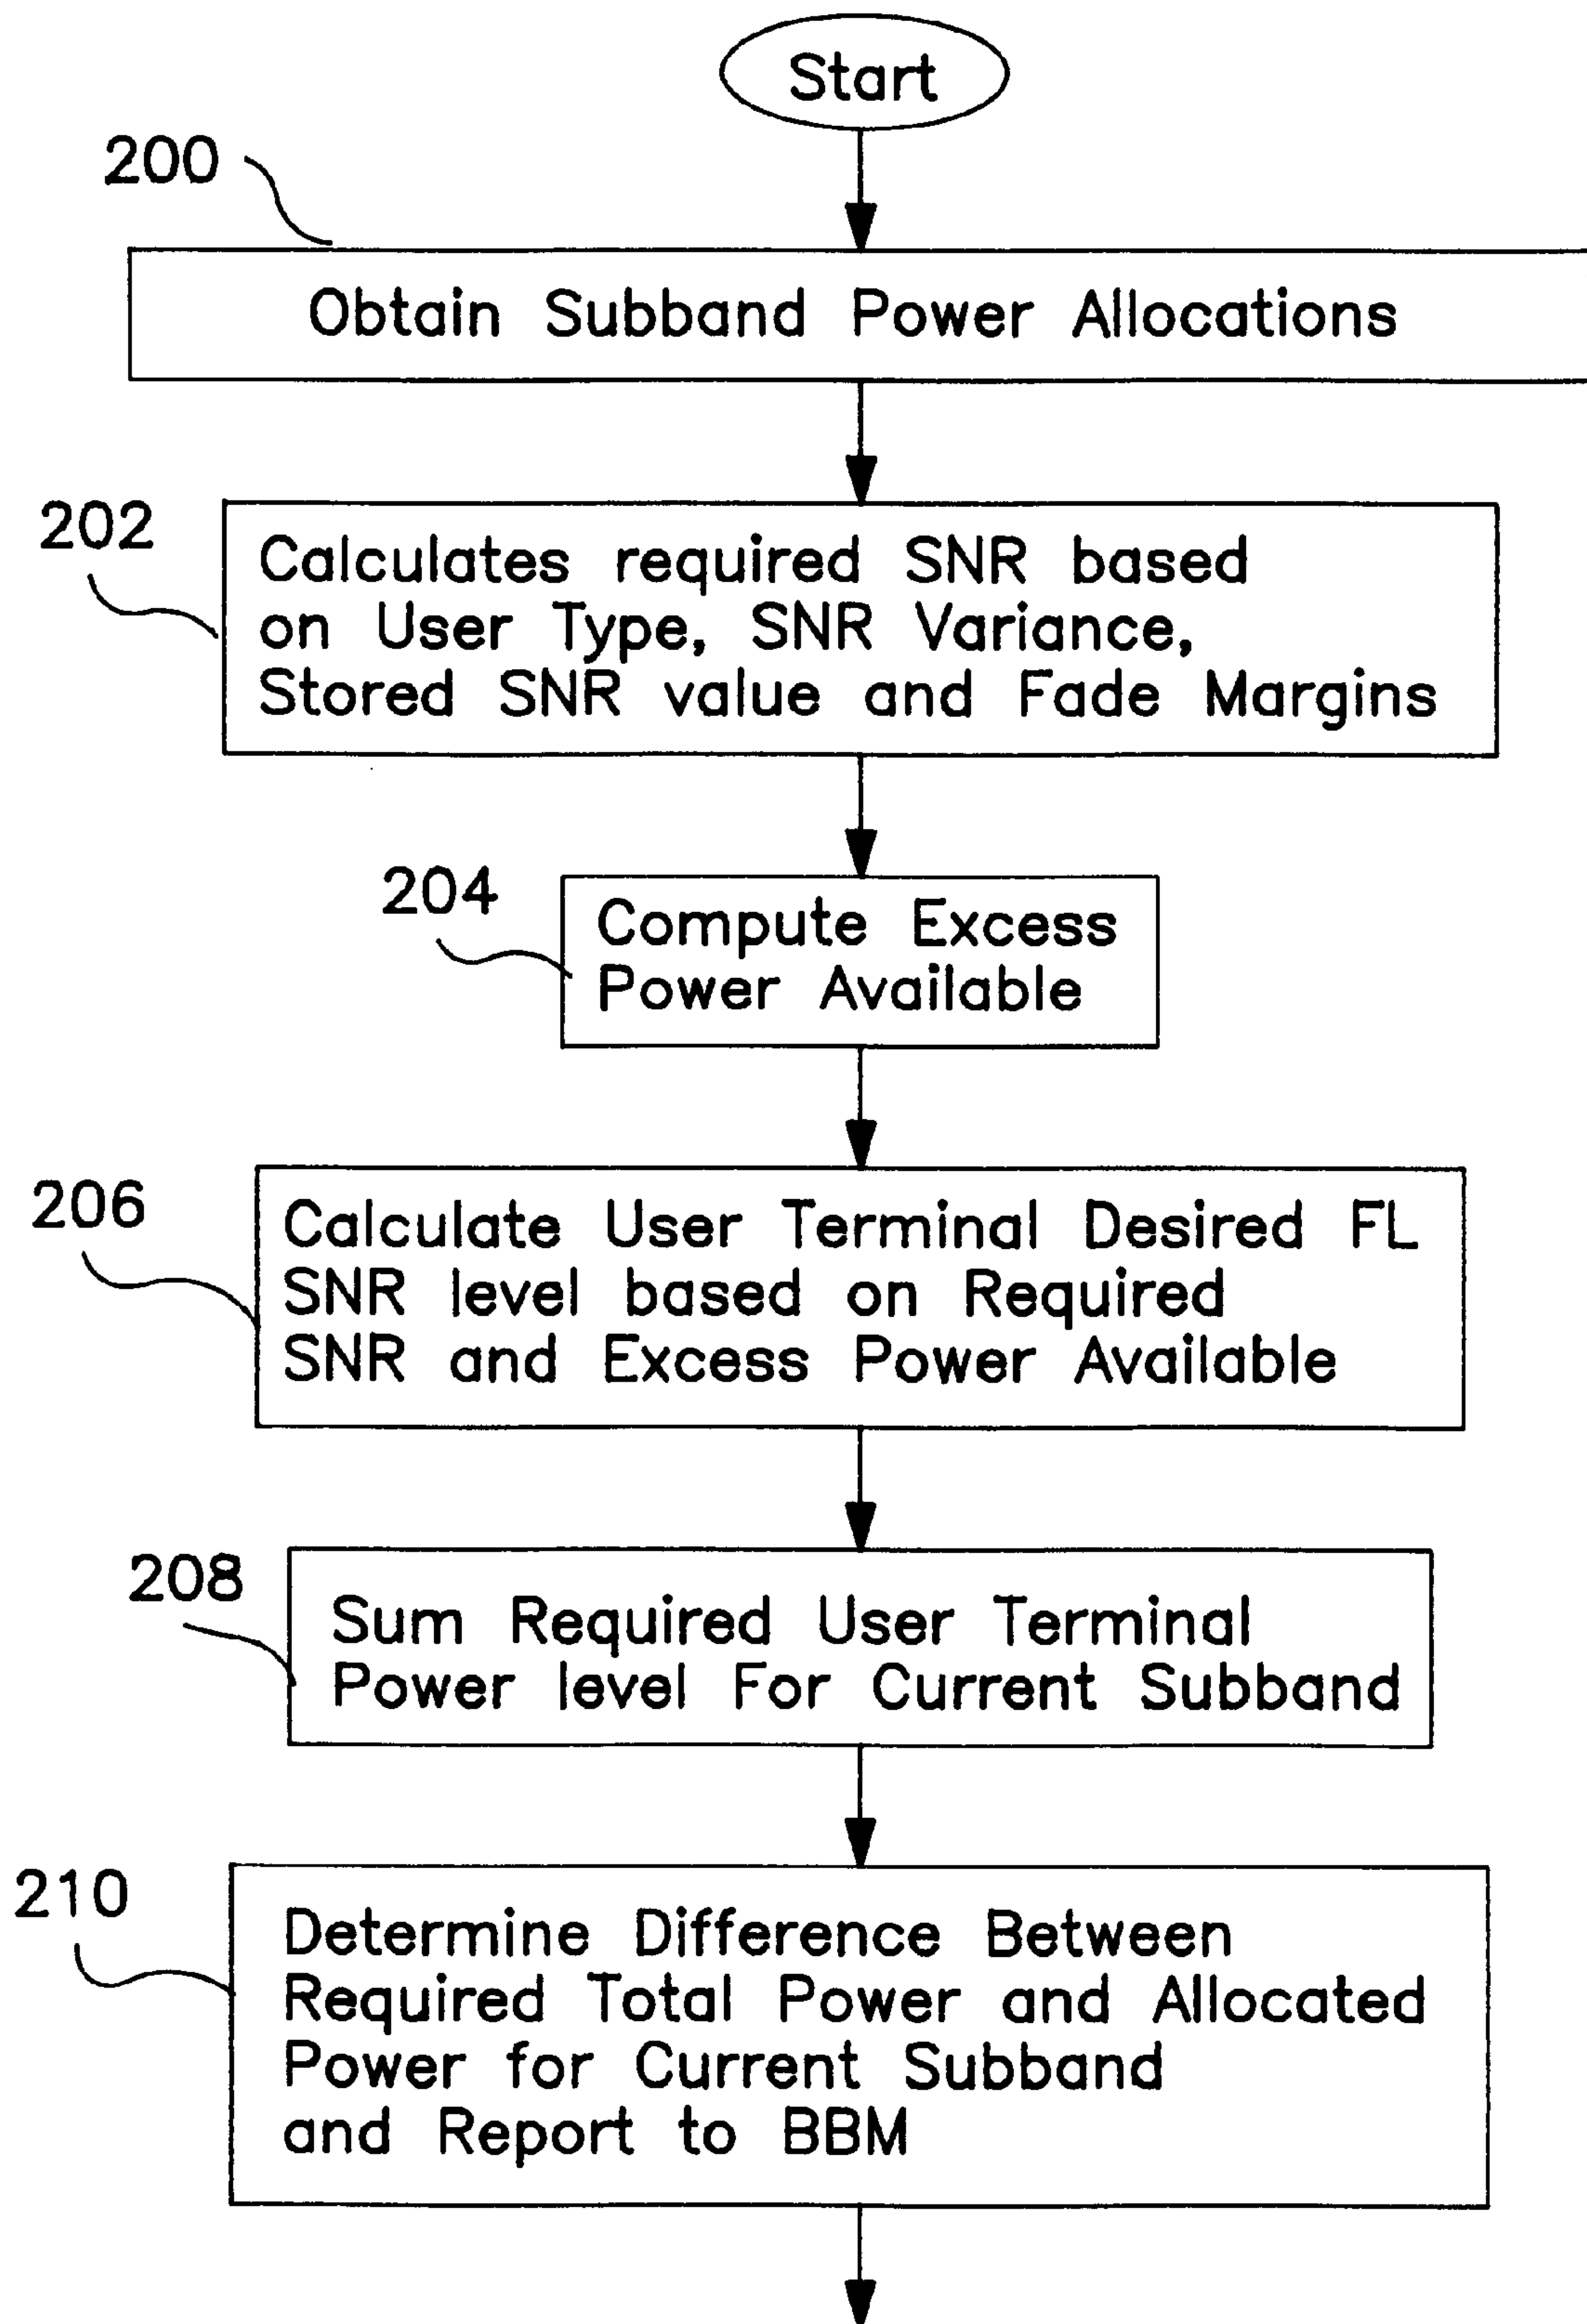 Start
200
Obtain Subband Power Allocations
202
Calculates required SNR based
on User Type, SNR Variance,
Stored SNR value and Fade Margins
204
Compute Excess
Power Available
206
Calculate User Terminal Desired FL
SNR level based on Required
SNR and Excess Power Available
208
Sum Required User Terminal
Power level For Current Subband
210
Determine Difference Between
Required Total Power and Allocated
Power for Current Subband
and Report to BBM